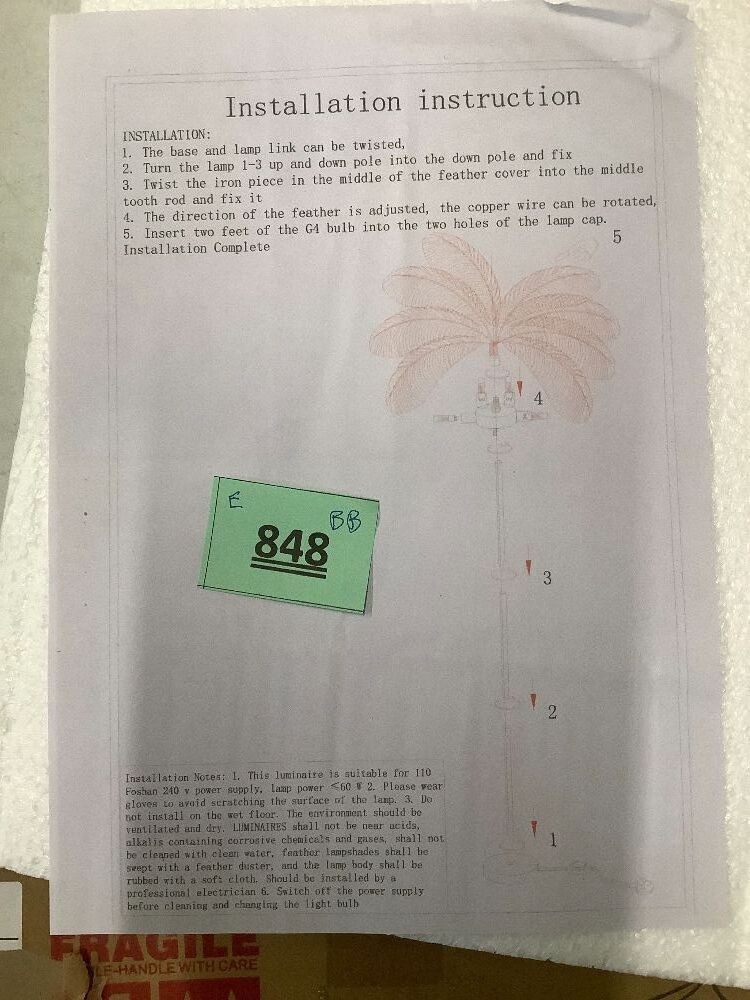 Installation instruction
INSTALLATION:
1. The base and lamp link can be twisted,
2. Turn the lamp 1-3 up and down pole into the down pole and fix
3. Twist the iron piece in the middle of the feather cover into the middle
tooth rod and fix it
4. The direction of the feather is adjusted, the copper wire can be rotated,
5. Insert two feet of the G4 bulb into the two holes of the lamp cap.
Installation Complete
5
4
E
BB
848
3
2
1
Installation Notes: 1. This luminaire is suitable for 110
Foshan 240 v power supply, lamp power ≤60 W 2. Please wear
gloves to avoid scratching the surface of the lamp. 3. Do
not install on the wet floor. The environment should be
ventilated and dry. LUMINAIRES shall not be near acids,
alkalis containing corrosive chemicals and gases, shall not
be cleaned with clean water, feather lampshades shall be
swept with a feather duster, and the lamp body shall be
rubbed with a soft cloth. Should be installed by a
professional electrician 6. Switch off the power supply
before cleaning and changing the light bulb
FRAGILE
LE-HANDLE WITH CARE